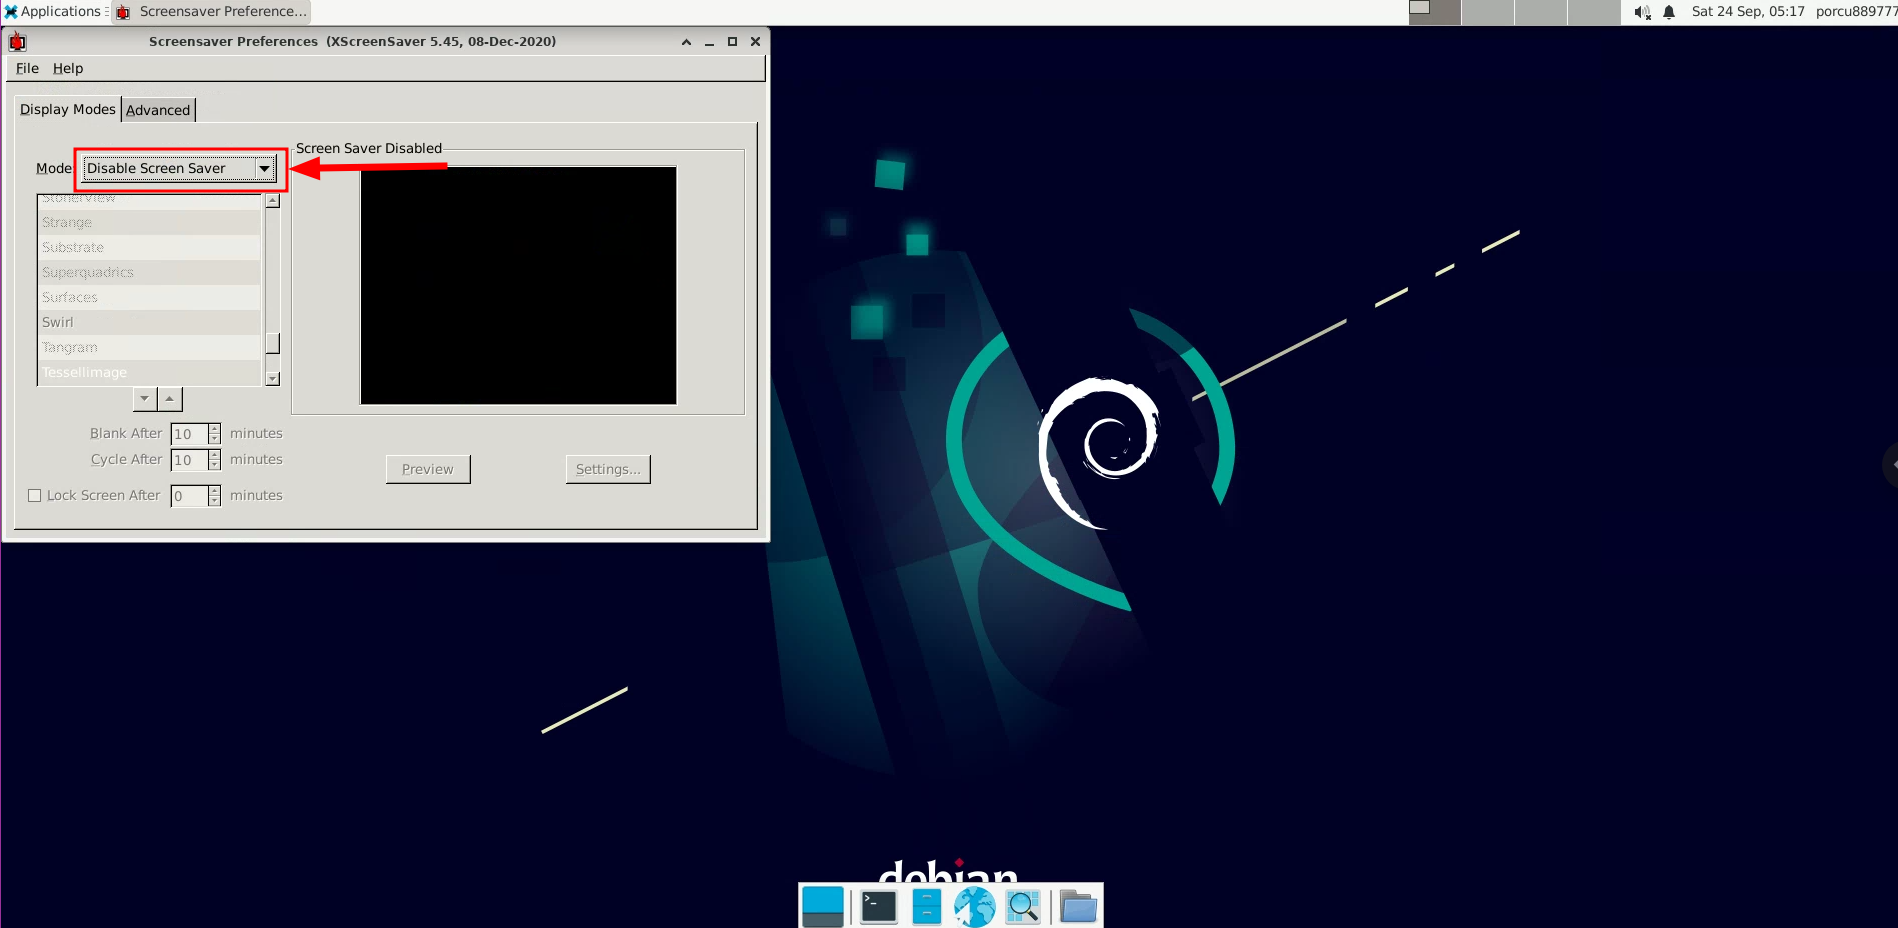 Applications
Screensaver Preference...
Sat 24 Sep, 05:17
porcu889777
Screensaver Preferences (XScreenSaver 5.45, 08-Dec-2020)
File Help
Display Modes Advanced
Mode Disable Screen Saver
Screen Saver Disabled
Stonerview
Strange
Substrate
Superquadrics
Surfaces
Swirl
Tangram
Tessellimage
Blank After 10 minutes
Cycle After 10 minutes
Lock Screen After 0 minutes
Preview
Settings...
debian